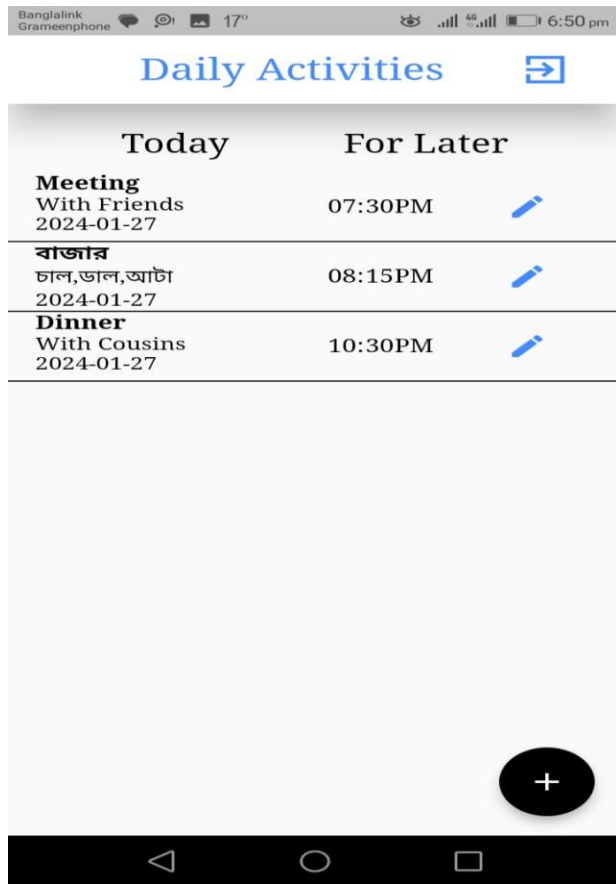 Banglalink
Grameenphone 17° 4G 6:50 pm
Daily Activities
Today For Later
Meeting
With Friends 07:30PM
2024-01-27
বাজার
চাল,ডাল,আটা 08:15PM
2024-01-27
Dinner
With Cousins 10:30PM
2024-01-27
+